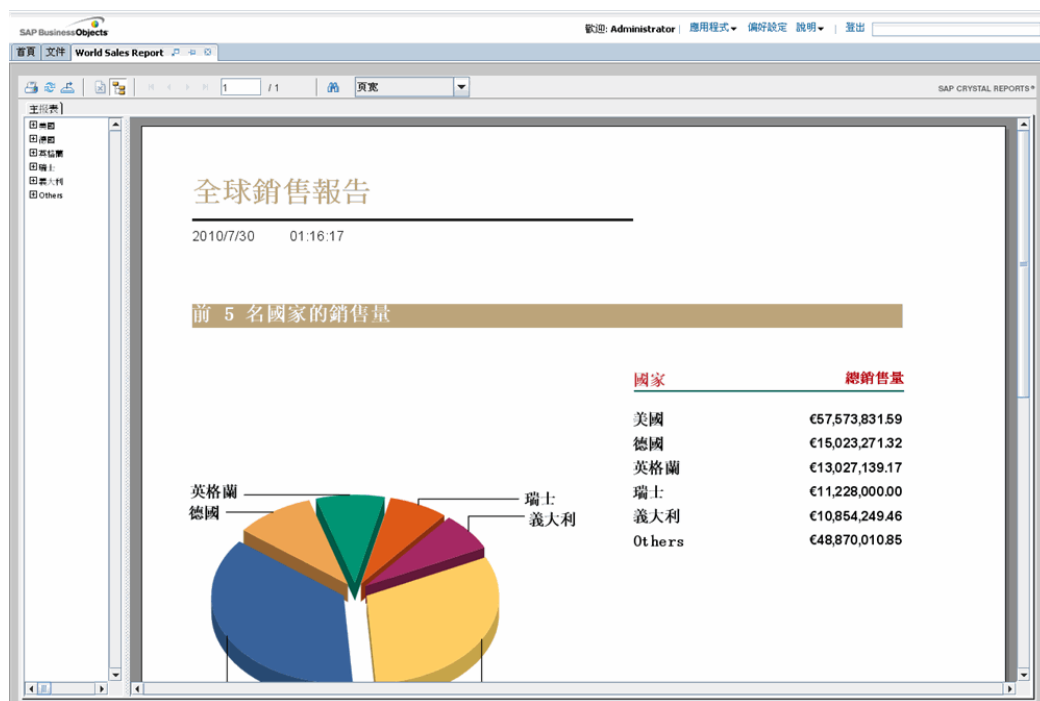 SAP BusinessObjects
歡迎: Administrator | 應用程式 偏好設定 說明 | 登出
首頁 文件 World Sales Report
1 / 1 頁寬 SAP CRYSTAL REPORTS®
主报表
美國
德國
英格蘭
瑞士
義大利
Others
全球銷售報告
2010/7/30 01:16:17
前 5 名國家的銷售量
國家 總銷售量
美國 €57,573,831.59
德國 €15,023,271.32
英格蘭 €13,027,139.17
瑞士 €11,228,000.00
義大利 €10,854,249.46
Others €48,870,010.85
英格蘭
德國
瑞士
義大利